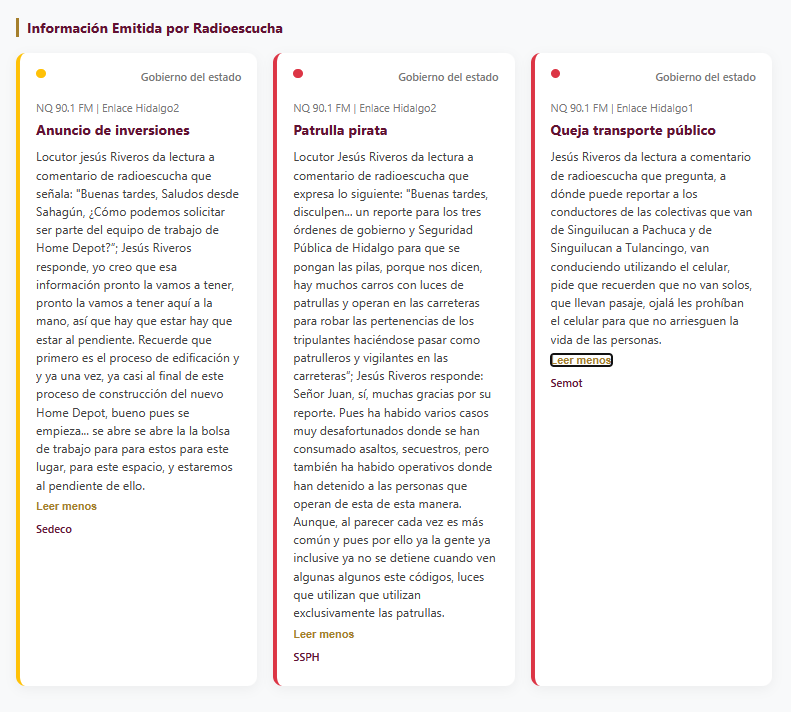 Información Emitida por Radioescucha
Gobierno del estado
NQ 90.1 FM | Enlace Hidalgo2
Anuncio de inversiones
Locutor jesús Riveros da lectura a
comentario de radioescucha que
señala: "Buenas tardes, Saludos desde
Sahagún, ¿Cómo podemos solicitar
ser parte del equipo de trabajo de
Home Depot?”; Jesús Riveros
responde, yo creo que esa
información pronto la vamos a tener,
pronto la vamos a tener aquí a la
mano, así que hay que estar hay que
estar al pendiente. Recuerde que
primero es el proceso de edificación y
y ya una vez, ya casi al final de este
proceso de construcción del nuevo
Home Depot, bueno pues se
empieza... se abre se abre la la bolsa
de trabajo para para estos para este
lugar, para este espacio, y estaremos
al pendiente de ello.
Leer menos
Sedeco
Gobierno del estado
NQ 90.1 FM | Enlace Hidalgo2
Patrulla pirata
Locutor Jesús Riveros da lectura a
comentario de radioescucha que
expresa lo siguiente: "Buenas tardes,
disculpen... un reporte para los tres
órdenes de gobierno y Seguridad
Pública de Hidalgo para que se
pongan las pilas, porque nos dicen,
hay muchos carros con luces de
patrullas y operan en las carreteras
para robar las pertenencias de los
tripulantes haciéndose pasar como
patrulleros y vigilantes en las
carreteras”; Jesús Riveros responde:
Señor Juan, sí, muchas gracias por su
reporte. Pues ha habido varios casos
muy desafortunados donde se han
consumado asaltos, secuestros, pero
también ha habido operativos donde
han detenido a las personas que
operan de esta de esta manera.
Aunque, al parecer cada vez es más
común y pues por ello ya la gente ya
inclusive ya no se detiene cuando ven
algunas algunos este códigos, luces
que utilizan que utilizan
exclusivamente las patrullas.
Leer menos
SSPH
Gobierno del estado
NQ 90.1 FM | Enlace Hidalgo1
Queja transporte público
Jesús Riveros da lectura a comentario
de radioescucha que pregunta, a
dónde puede reportar a los
conductores de las colectivas que van
de Singuilucan a Pachuca y de
Singuilucan a Tulancingo, van
conduciendo utilizando el celular,
pide que recuerden que no van solos,
que llevan pasaje, ojalá les prohíban
el celular para que no arriesguen la
vida de las personas.
Leer menos
Semot